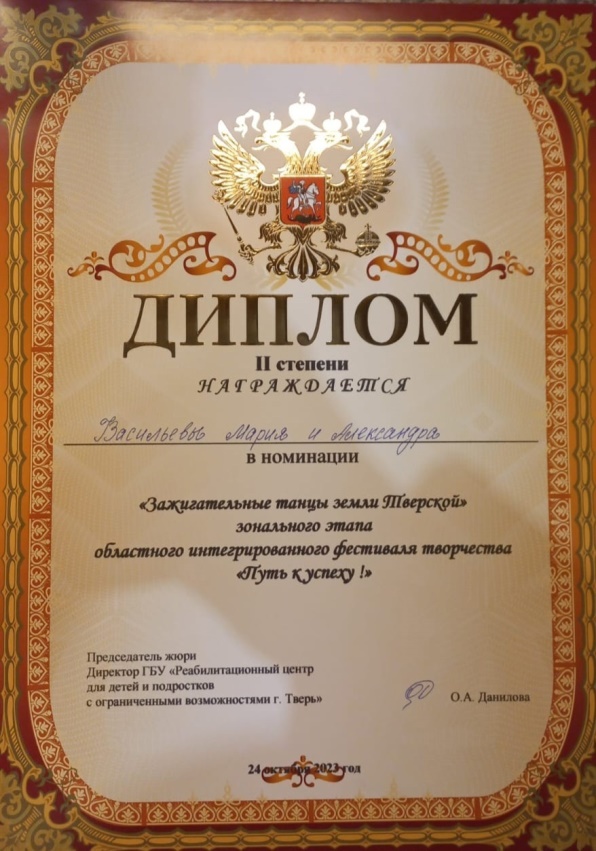 ДИПЛОМ
II степени
НАГРАЖДАЕТСЯ
Васильевы Мария и Александра
в номинации
«Зажигательные танцы земли Тверской»
зонального этапа
областного интегрированного фестиваля творчества
«Путь к успеху !»
Председатель жюри
Директор ГБУ «Реабилитационный центр
для детей и подростков
с ограниченными возможностями г. Тверь»
О.А. Данилова
24 октября 2023 год